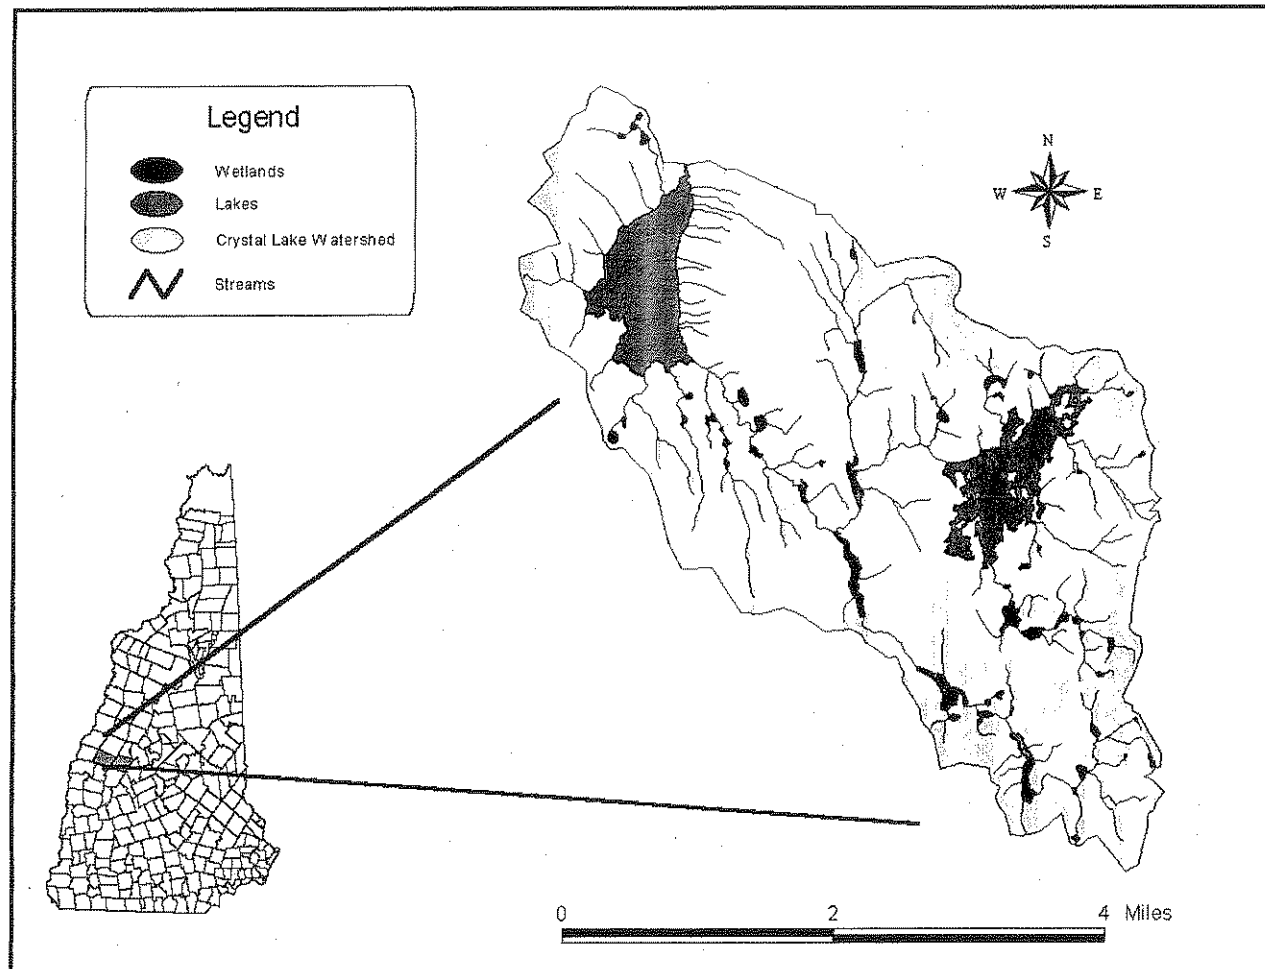 Legend
Wetlands
Lakes
Crystal Lake Watershed
Streams
N
W E
S
0 2 4 Miles